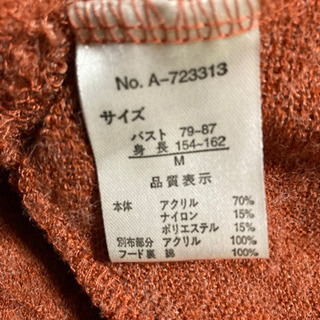 No. A-723313
サイズ
バスト 79-87
身長 154~162
M
品質表示
本体 アクリル 70%
ナイロン 15%
ポリエステル 15%
別布部分 アクリル 100%
フード裏 綿 100%